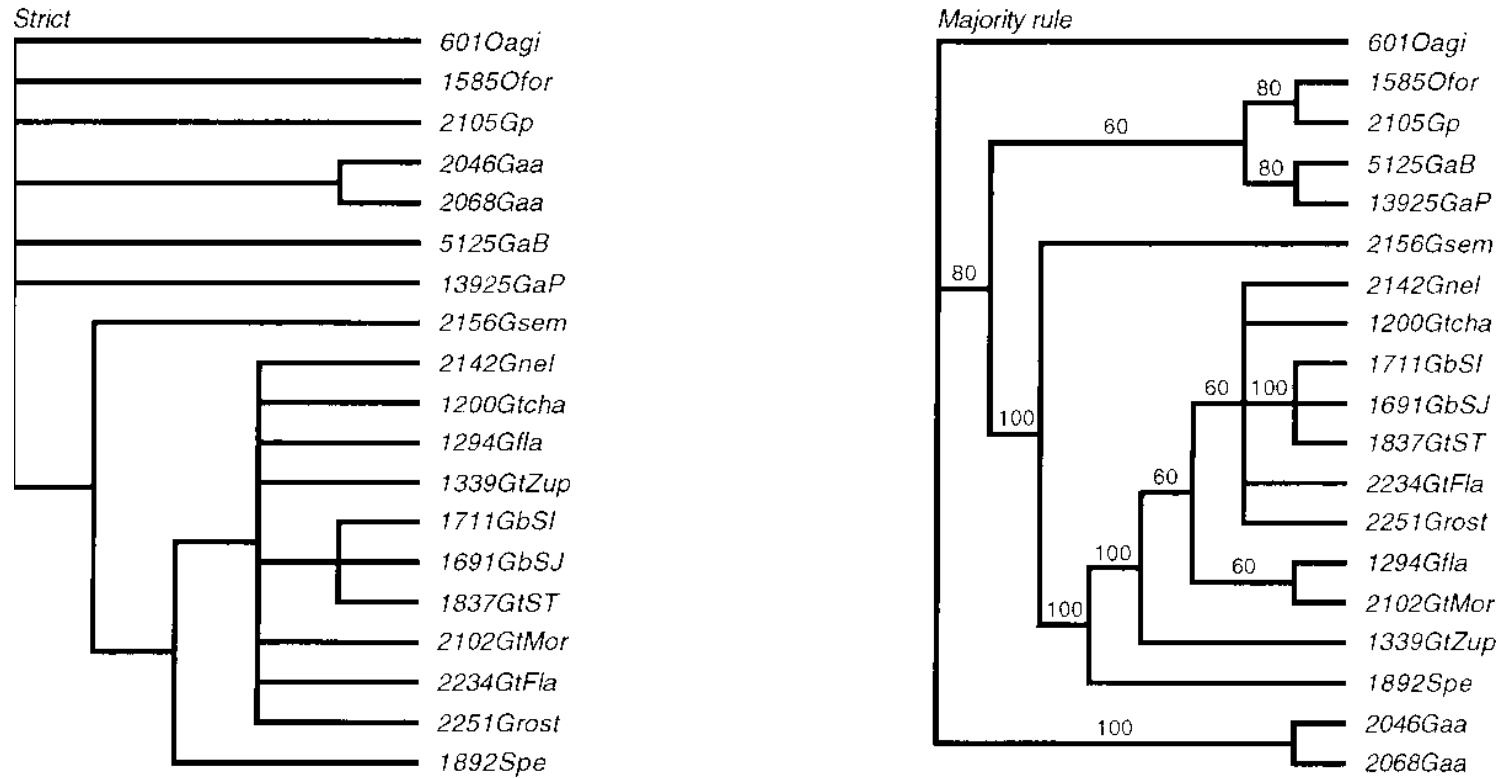 Strict
601Oagi
1585Ofor
2105Gp
2046Gaa
2068Gaa
5125GaB
13925GaP
2156Gsem
2142Gnel
1200Gtcha
1294Gfla
1339GtZup
1711GbSI
1691GbSJ
1837GtST
2102GtMor
2234GtFla
2251Grost
1892Spe
Majority rule
601Oagi
80
1585Ofor
60
2105Gp
80
5125GaB
13925GaP
2156Gsem
80
2142Gnel
1200Gtcha
1711GbSI
60
100
1691GbSJ
100
1837GtST
60
2234GtFla
2251Grost
100
60
1294Gfla
100
2102GtMor
1339GtZup
1892Spe
100
2046Gaa
2068Gaa